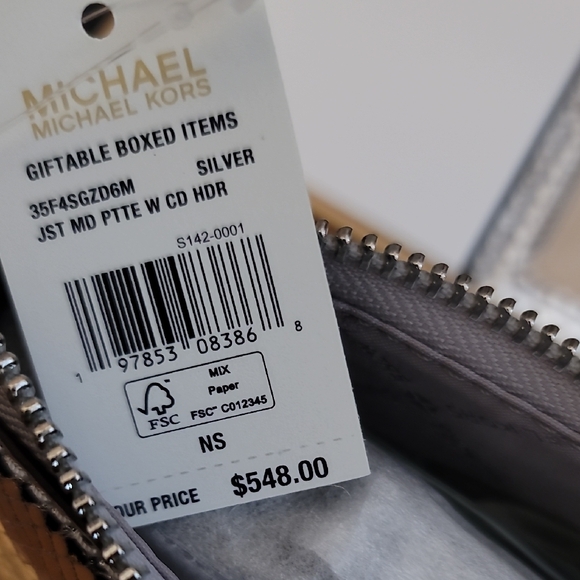 MICHAEL
MICHAEL KORS
GIFTABLE BOXED ITEMS
35F4SGZD6M SILVER
JST MD PTTE W CD HDR
S142-0001
1 97853 08386 8
MIX
Paper
FSC™ C012345
FSC
NS
OUR PRICE $548.00